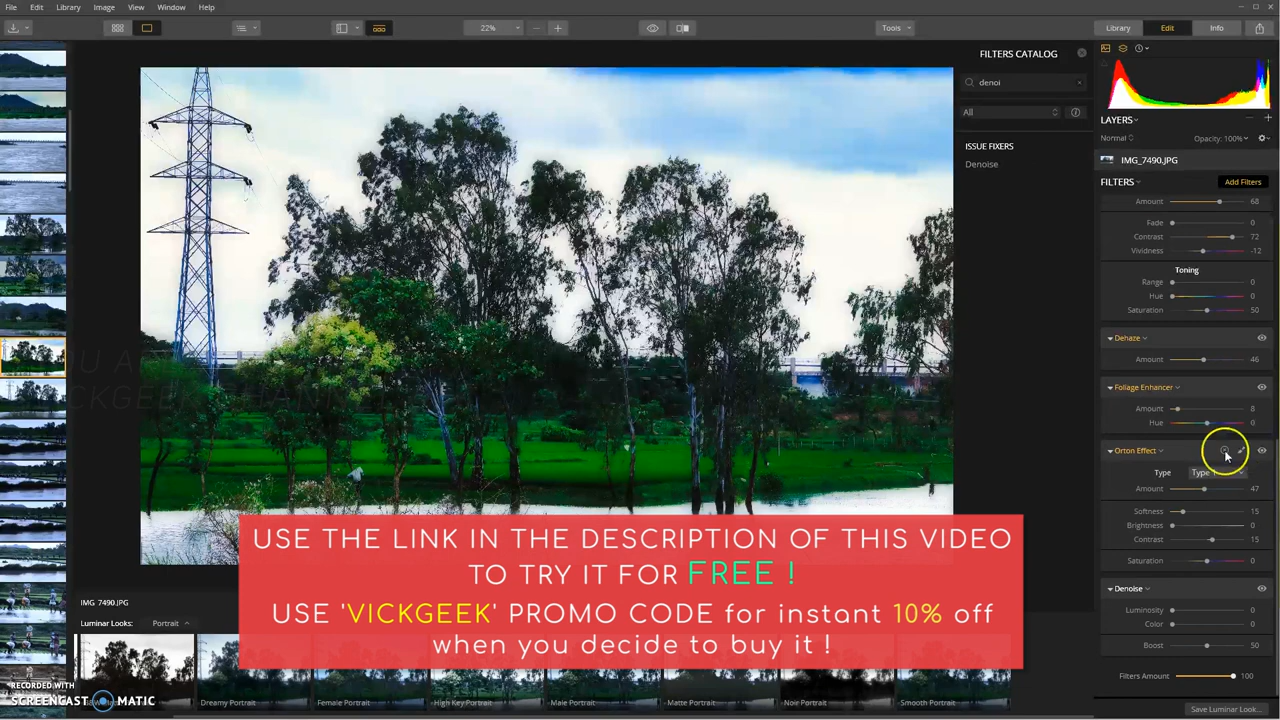 File Edit Library Image View Window Help
22% Tools Library Edit Info
FILTERS CATALOG
denoi
All
ISSUE FIXERS
Denoise
LAYERS
Normal Opacity: 100%
IMG_7490.JPG
FILTERS Add Filters
Amount 68
Fade 0
Contrast 72
Vividness -12
Toning
Range 0
Hue 0
Saturation 50
Dehaze
Amount 46
Foliage Enhancer
Amount 8
Hue 0
Orton Effect
Type Type
Amount 47
Softness 15
Brightness 0
Contrast 15
Saturation 0
Denoise
Luminosity 0
Color 0
Boost 50
Filters Amount 100
Save Luminar Look...
USE THE LINK IN THE DESCRIPTION OF THIS VIDEO
TO TRY IT FOR FREE !
USE 'VICKGEEK' PROMO CODE for instant 10% off
when you decide to buy it !
IMG_7490.JPG
Luminar Looks: Portrait
Dreamy Portrait Female Portrait High Key Portrait Male Portrait Matte Portrait Noir Portrait Smooth Portrait
RECORDED WITH
SCREENCAST MATIC